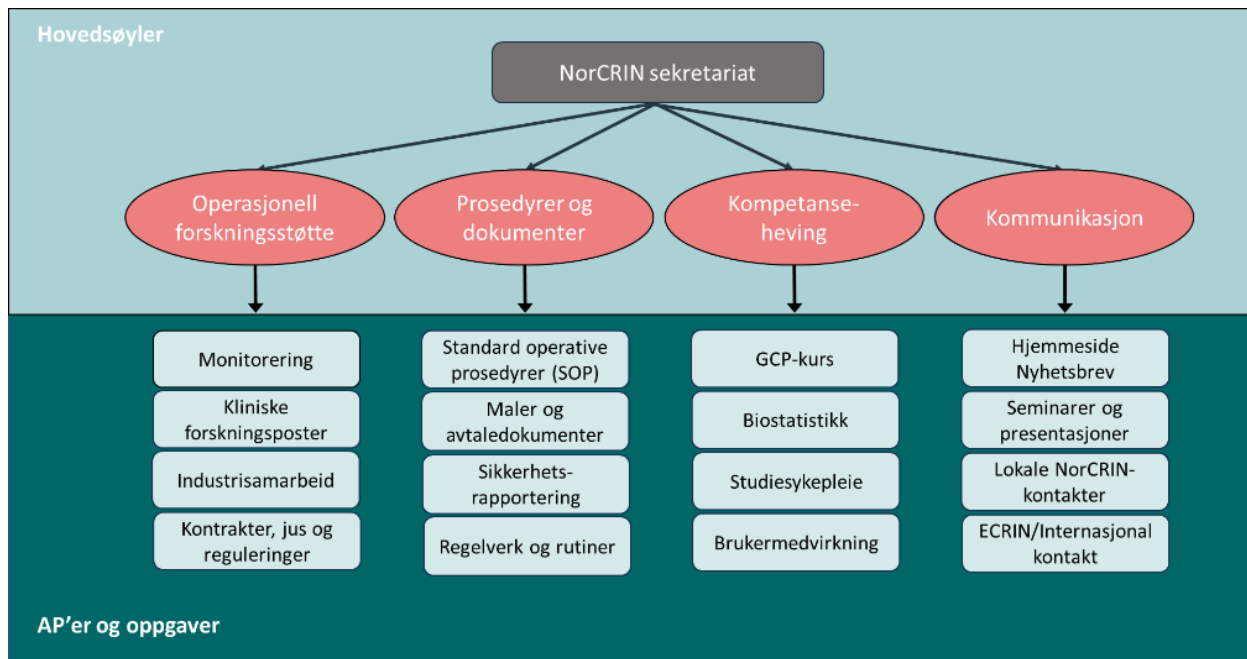 Hovedsøyler
NorCRIN sekretariat
Operasjonell
forskningsstøtte
Prosedyrer og
dokumenter
Kompetanse-
heving
Kommunikasjon
Monitorering
Kliniske
forskningsposter
Industrisamarbeid
Kontrakter, jus og
reguleringer
Standard operative
prosedyrer (SOP)
Maler og
avtaledokumenter
Sikkerhets-
rapportering
Regelverk og rutiner
GCP-kurs
Biostatistikk
Studiesykepleie
Brukermedvirkning
Hjemmeside
Nyhetsbrev
Seminarer og
presentasjoner
Lokale NorCRIN-
kontakter
ECRIN/Internasjonal
kontakt
AP'er og oppgaver